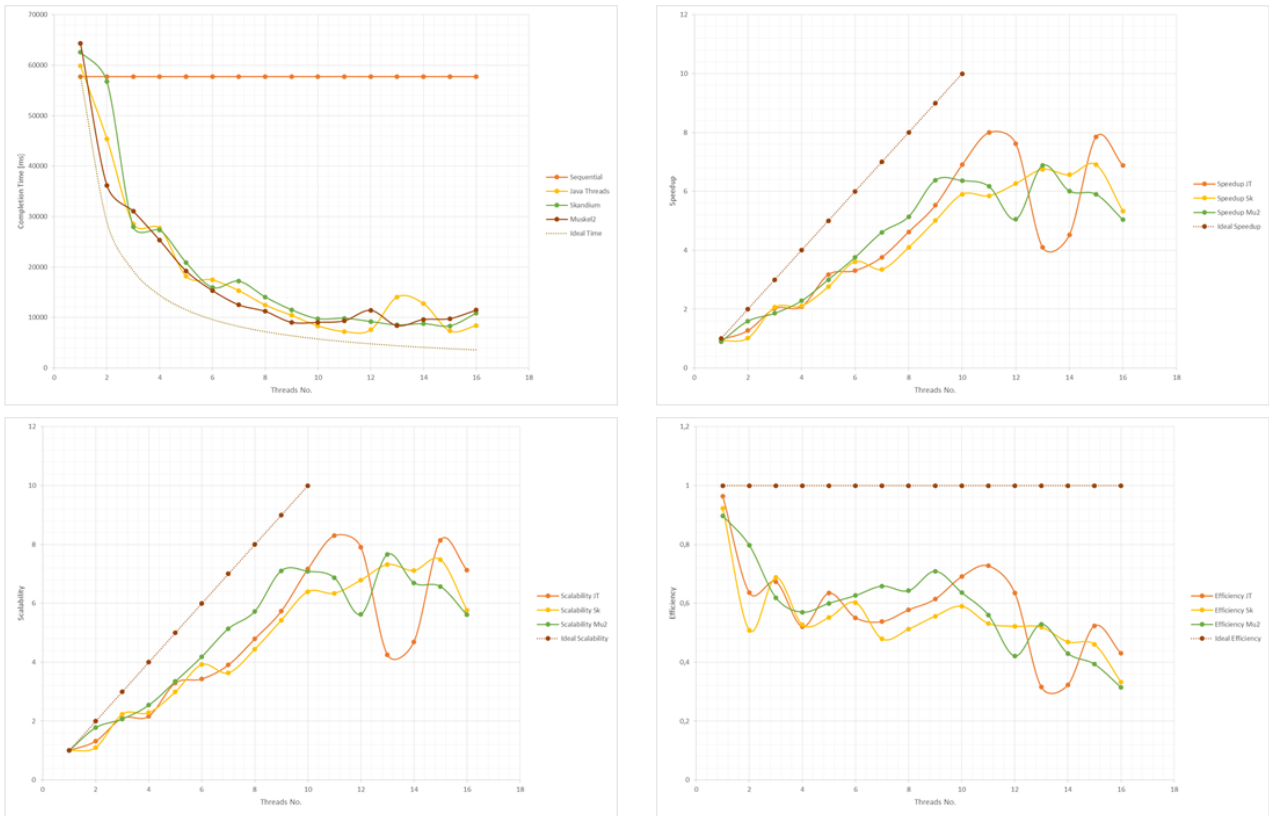 70000
60000
50000
40000
30000
20000
10000
0
Completion Time [ms]
0 2 4 6 8 10 12 14 16 18
Threads No.
Sequential
Java Threads
Skandium
Muskel2
Ideal Time
12
10
8
6
4
2
0
Speedup
0 2 4 6 8 10 12 14 16 18
Threads No.
Speedup JT
Speedup Sk
Speedup Mu2
Ideal Speedup
12
10
8
6
4
2
0
Scalability
0 2 4 6 8 10 12 14 16 18
Threads No.
Scalability JT
Scalability Sk
Scalability Mu2
Ideal Scalability
1,2
1
0,8
0,6
0,4
0,2
0
Efficiency
0 2 4 6 8 10 12 14 16 18
Threads No.
Efficiency JT
Efficiency Sk
Efficiency Mu2
Ideal Efficiency